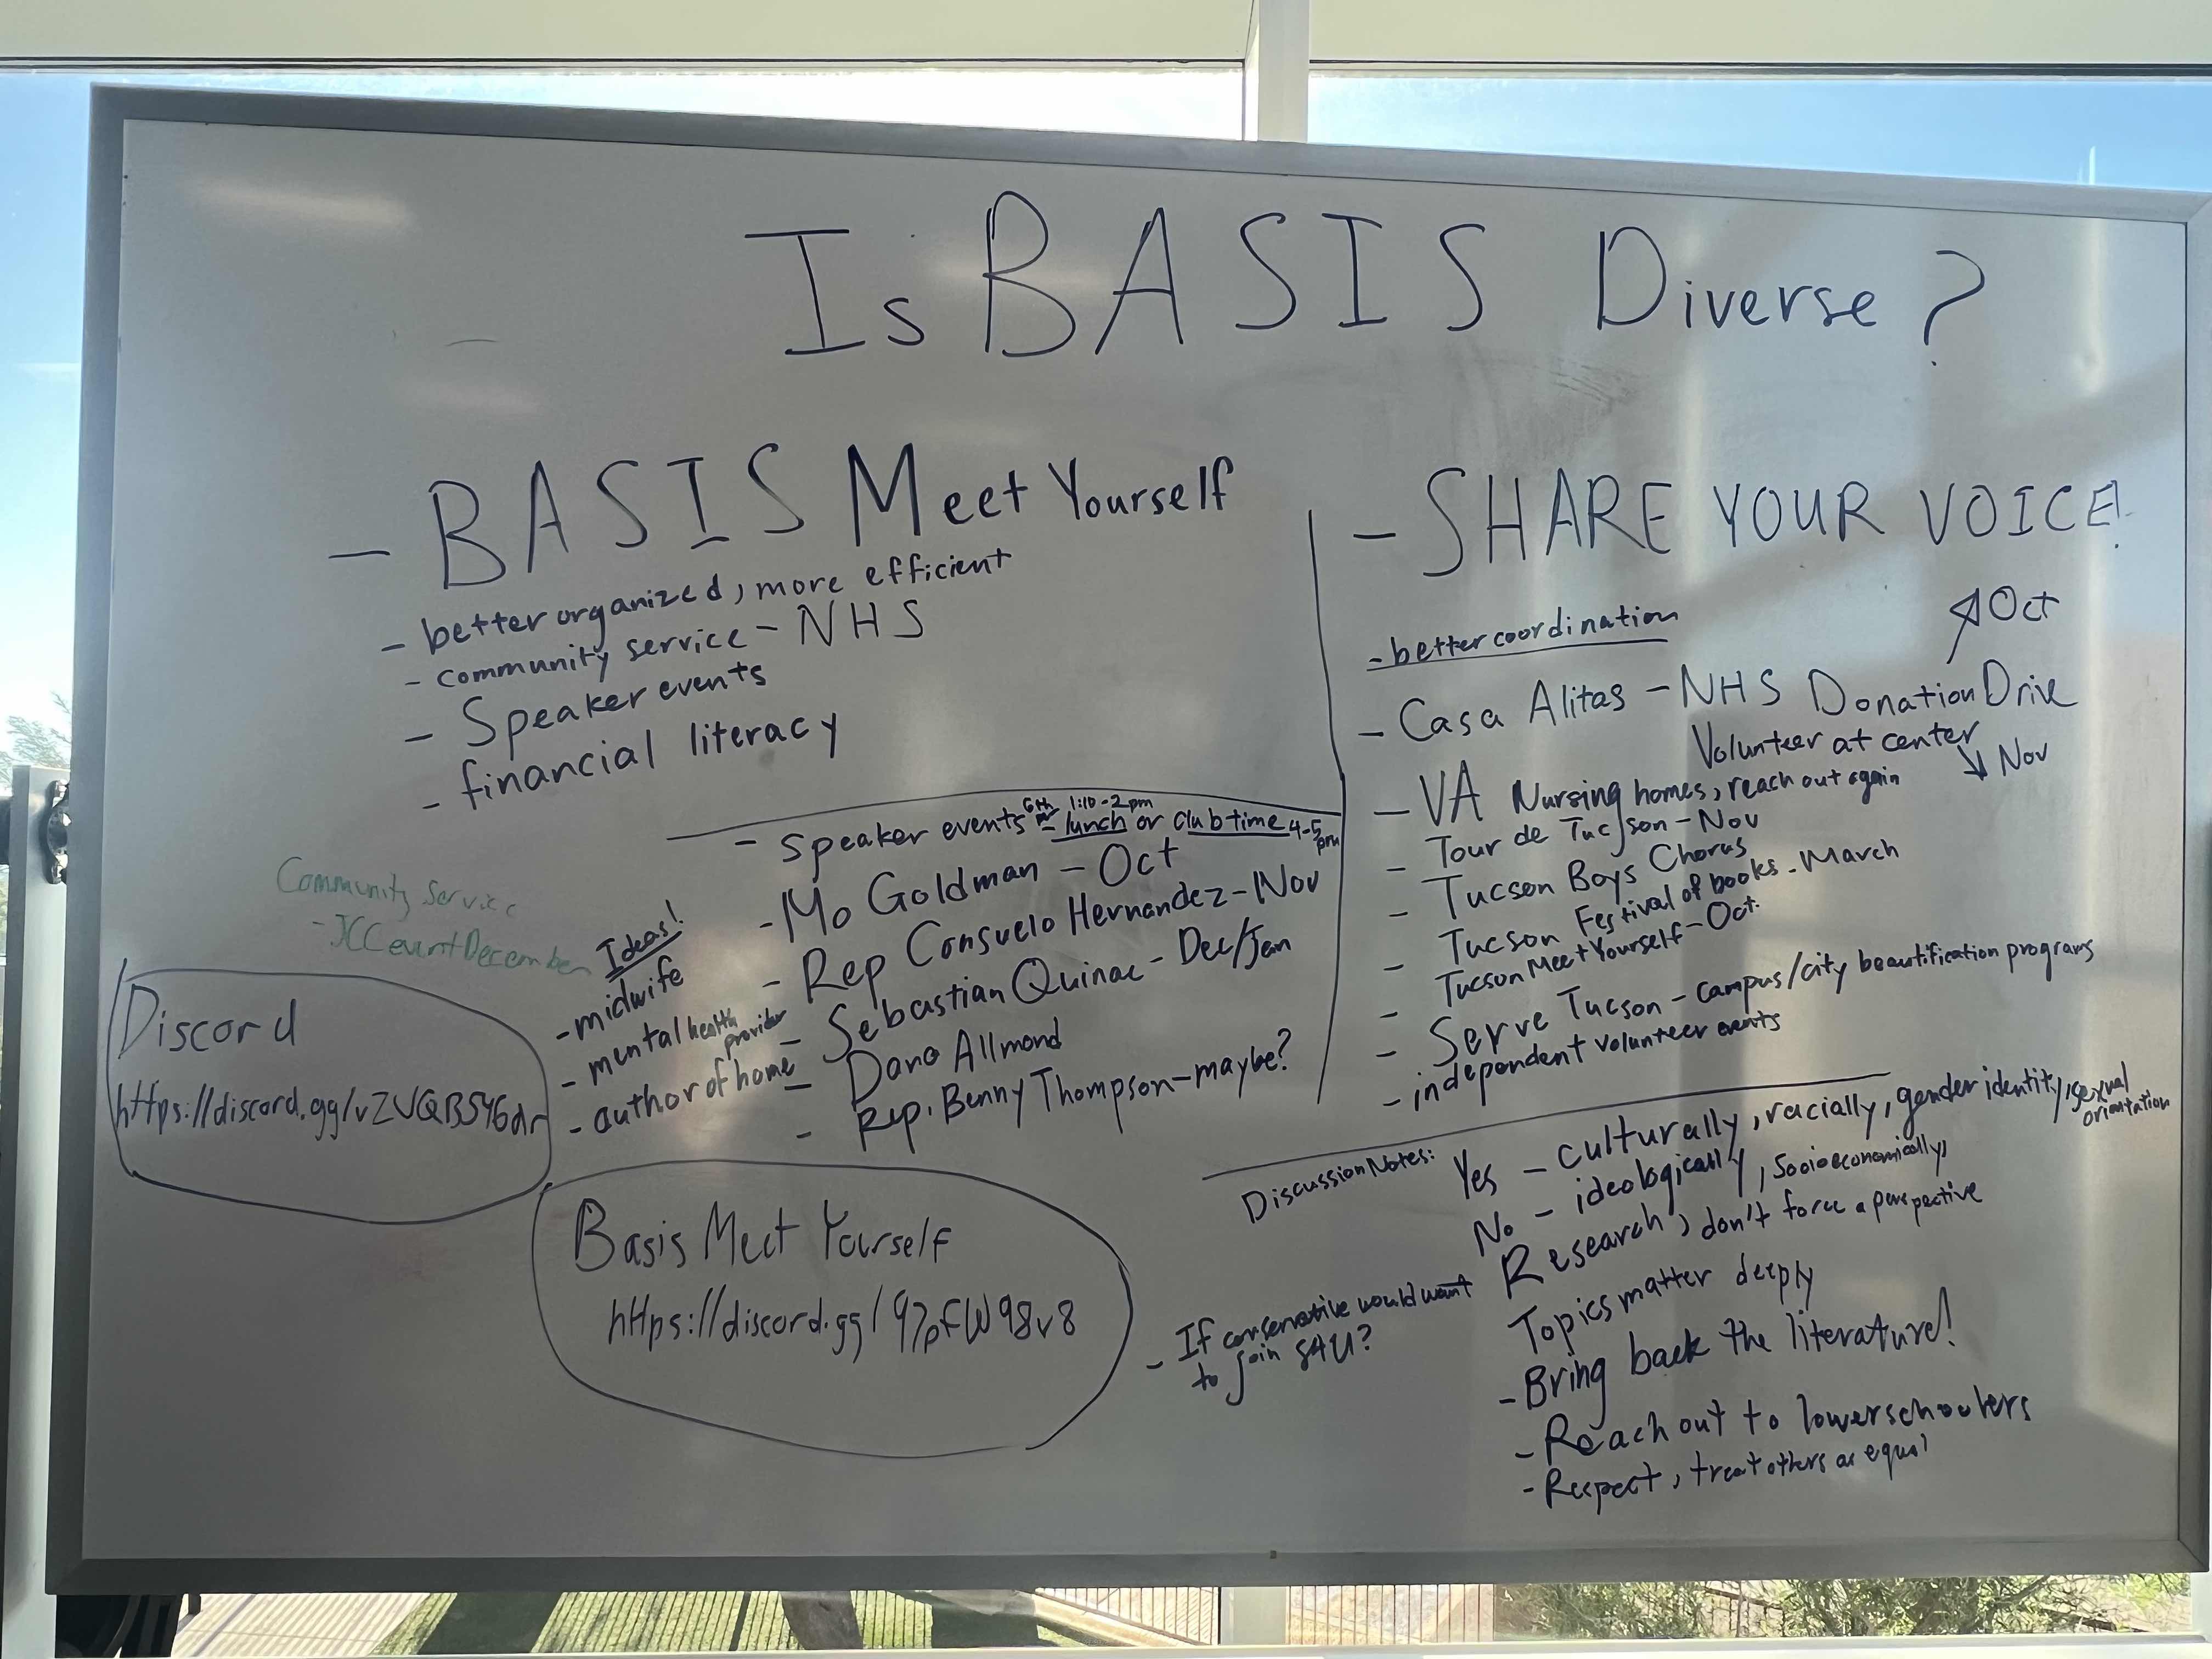 Is BASIS Diverse?
- BASIS Meet Yourself
- better organized, more efficient
- community service - NHS
- Speaker events
- financial literacy
- SHARE YOUR VOICE!
- better coordination
Oct
- Casa Alitas - NHS Donation Drive
Volunteer at center
Nov
- VA Nursing homes, reach out again
- Tour de Tucson - Nov
- Tucson Boys Chorus
- Tucson Festival of books - March
- Tucson Meet Yourself - Oct.
- Serve Tucson - campus/city beautification programs
- independent volunteer events
- speaker events 6th 1:10-2pm lunch or club time 4-5 pm
- Mo Goldman - Oct
- Rep Consuelo Hernandez - Nov
- Sebastian Quinac - Dec/Jan
- Dana Allmond
- Rep. Benny Thompson - maybe?
Community Service
- JCC event December
Ideas!
- midwife
- mental health provider
- author of home
Discord
https://discord.gg/
Basis Meet Yourself
https://discord.gg/
Discussion Notes:
Yes - culturally, racially, gender identity, sexual orientation
No - ideologically, socioeconomically,
Research, don't force a perspective
- If conservative would want to join S4U?
Topics matter deeply
- Bring back the literature!
- Reach out to lowerschoolers
- Respect, treat others as equal